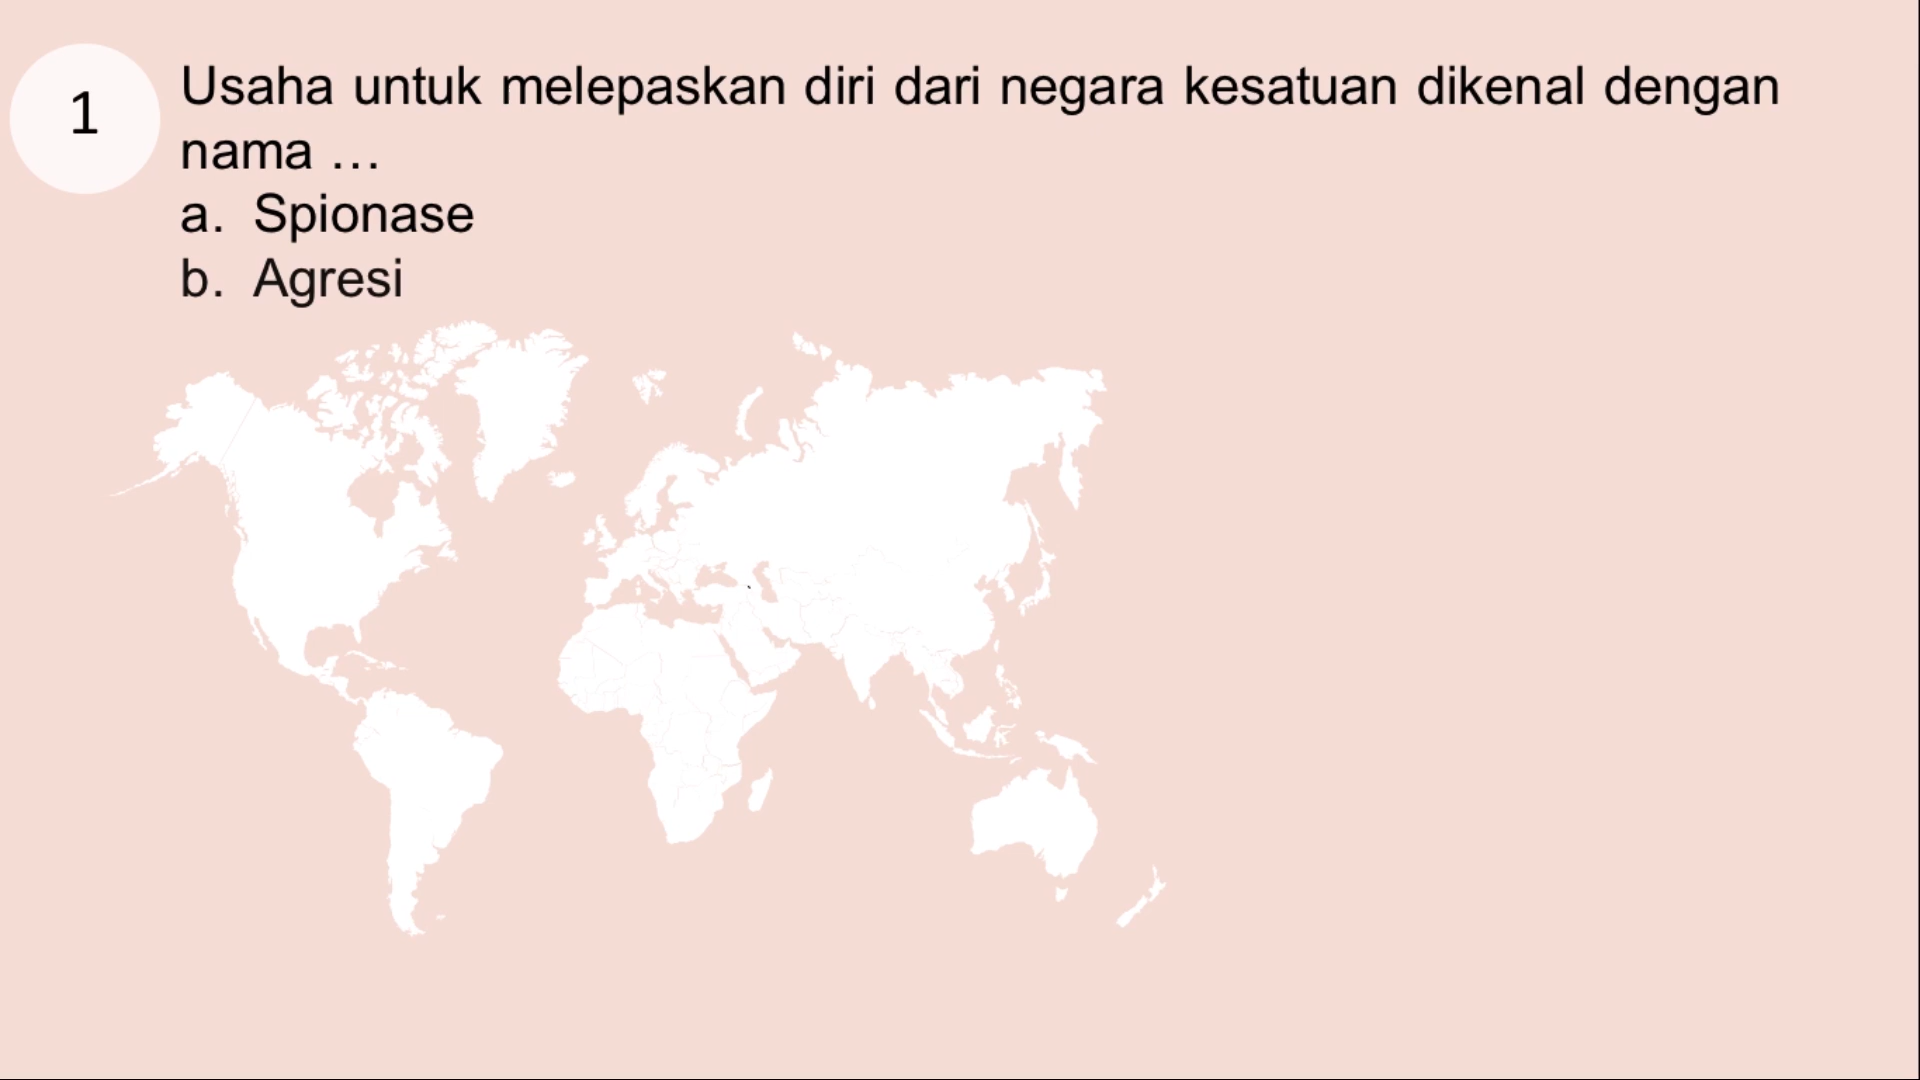 1
Usaha untuk melepaskan diri dari negara kesatuan dikenal dengan
nama …
a. Spionase
b. Agresi